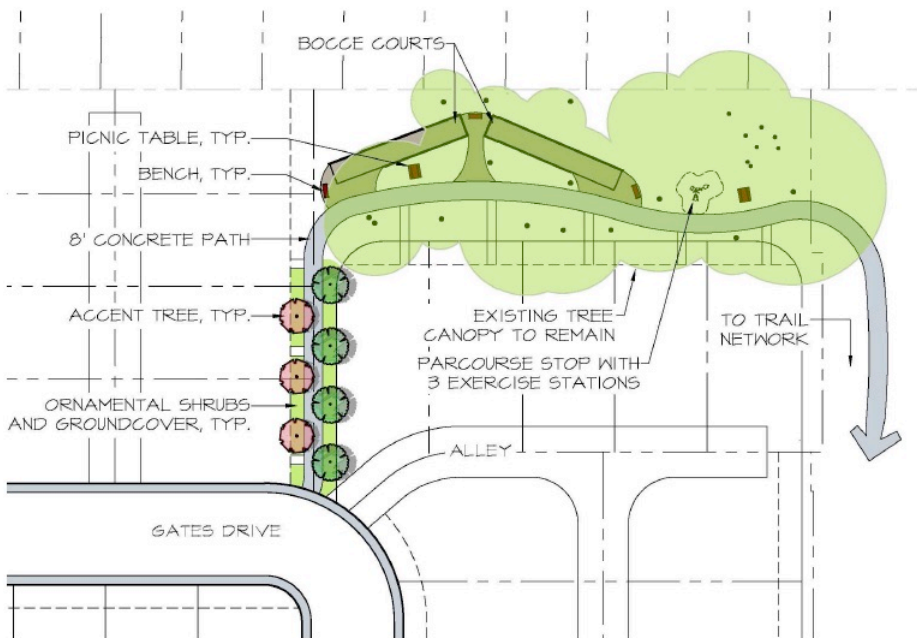 BOCCE COURTS
PICNIC TABLE, TYP.
BENCH, TYP.
8' CONCRETE PATH
ACCENT TREE, TYP.
EXISTING TREE
CANOPY TO REMAIN
TO TRAIL
NETWORK
PARCOURSE STOP WITH
3 EXERCISE STATIONS
ORNAMENTAL SHRUBS
AND GROUNDCOVER, TYP.
ALLEY
GATES DRIVE